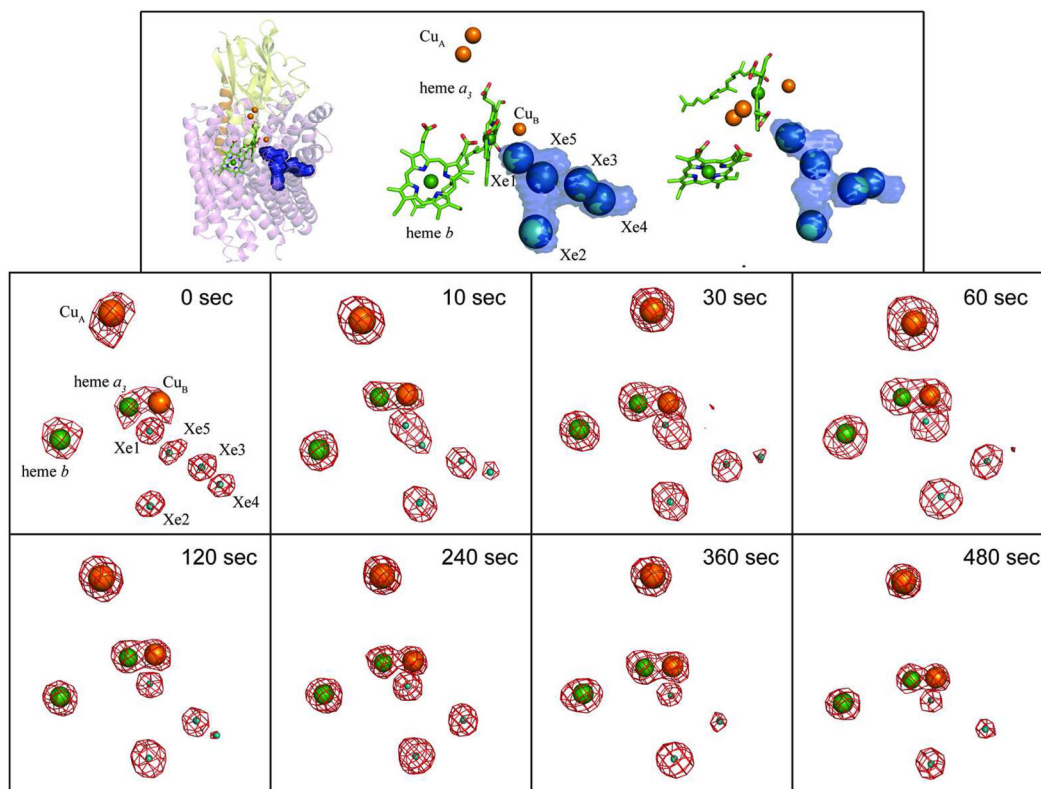 CuA
heme a3
CuB
Xe5
Xe3
Xe1
Xe4
heme b
Xe2
0 sec
10 sec
30 sec
60 sec
CuA
heme a3
CuB
Xe1
Xe5
Xe3
heme b
Xe4
Xe2
120 sec
240 sec
360 sec
480 sec